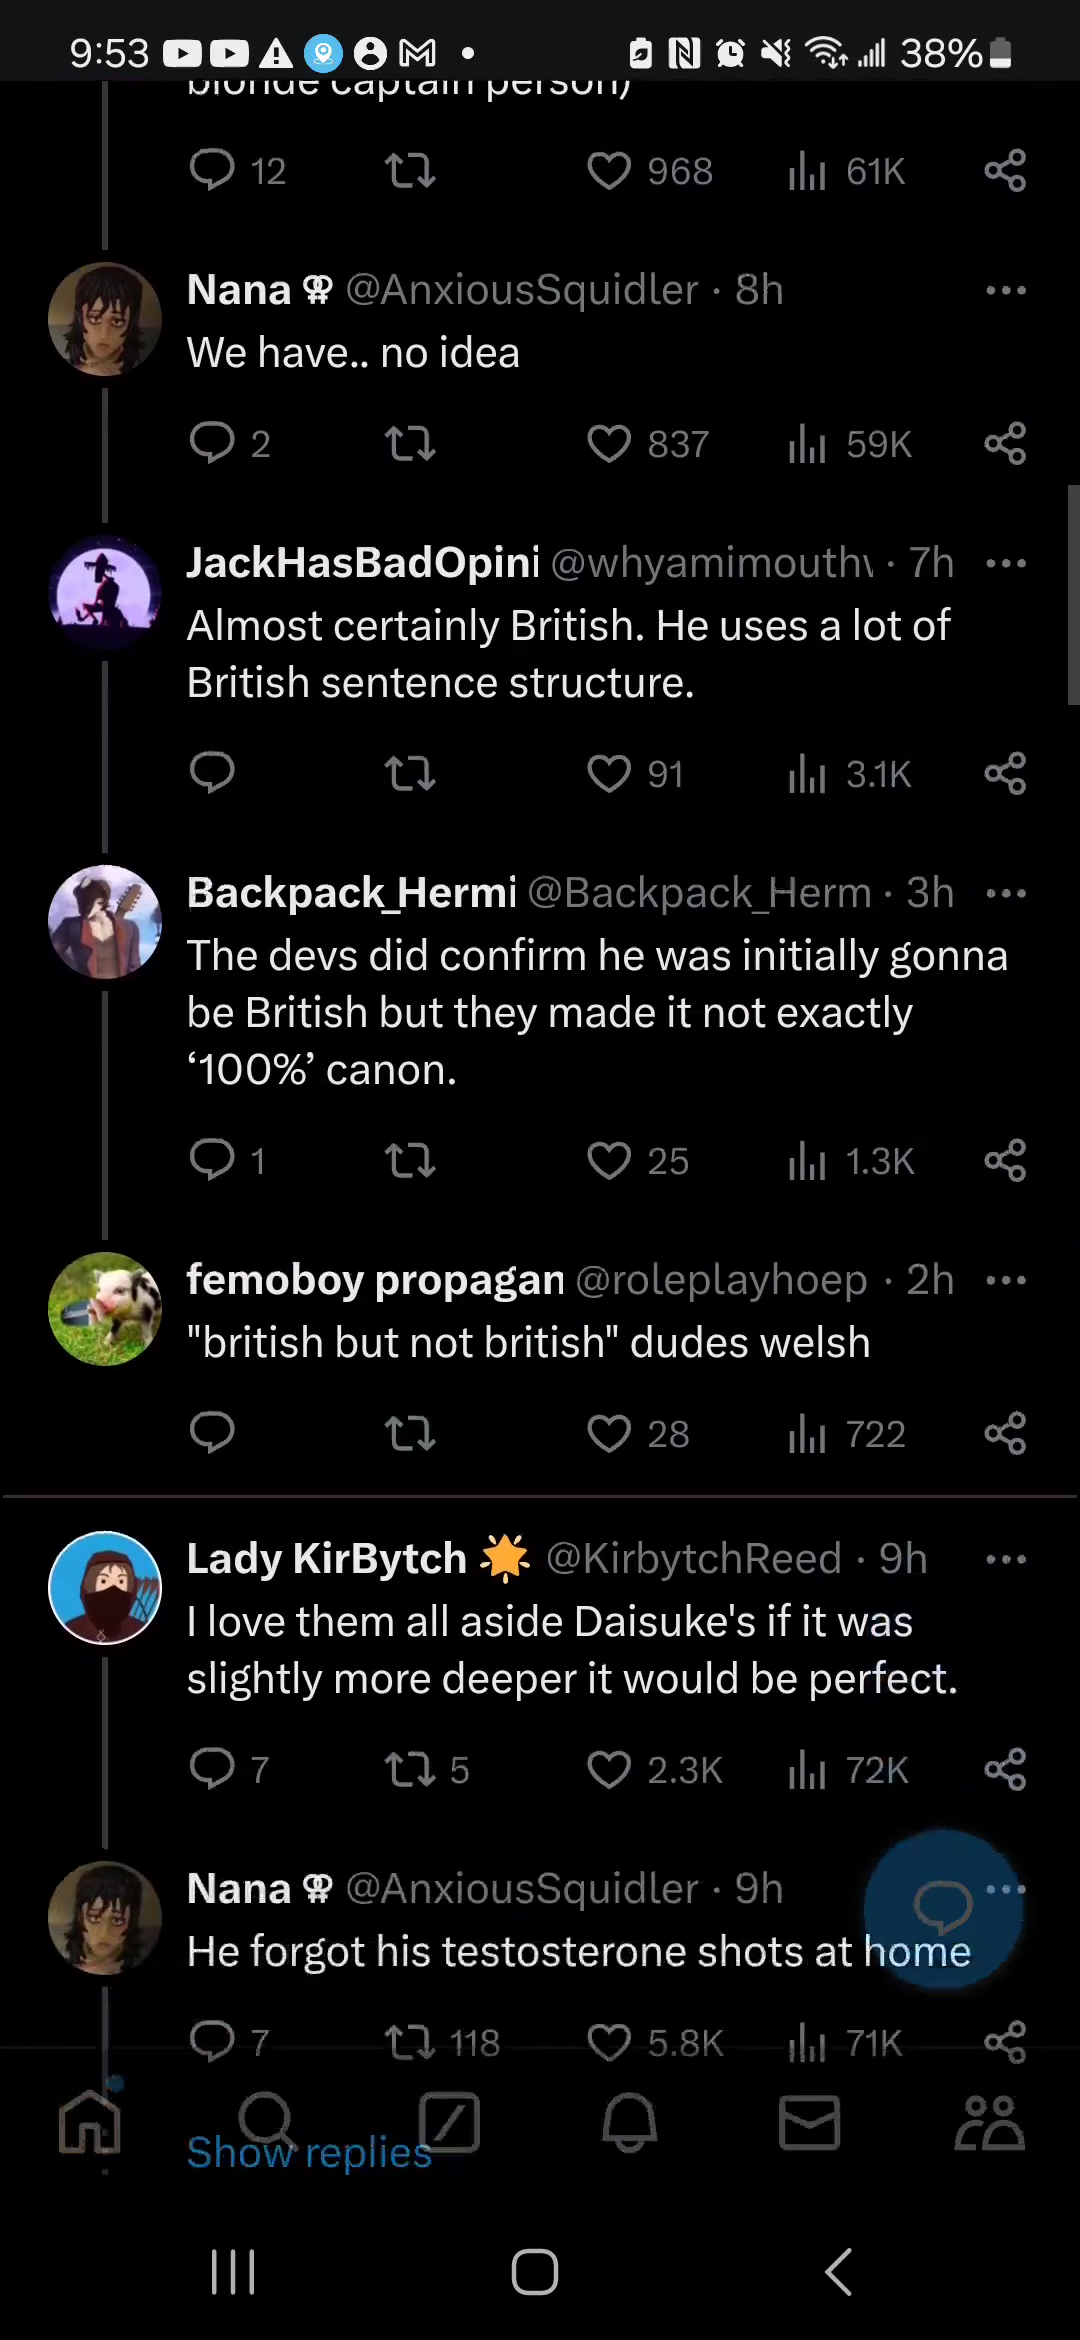 9:53
38%
blonde captain person)
12
968
61K
Nana @AnxiousSquidler · 8h
We have.. no idea
2
837
59K
JackHasBadOpini @whyamimouthw · 7h
Almost certainly British. He uses a lot of
British sentence structure.
91
3.1K
Backpack_Hermi @Backpack_Herm · 3h
The devs did confirm he was initially gonna
be British but they made it not exactly
‘100%’ canon.
1
25
1.3K
femoboy propagan @roleplayhoep · 2h
"british but not british" dudes welsh
28
722
Lady KirBytch 🌟 @KirbytchReed · 9h
I love them all aside Daisuke's if it was
slightly more deeper it would be perfect.
7
5
2.3K
72K
Nana @AnxiousSquidler · 9h
He forgot his testosterone shots at home
7
118
5.8K
71K
Show replies